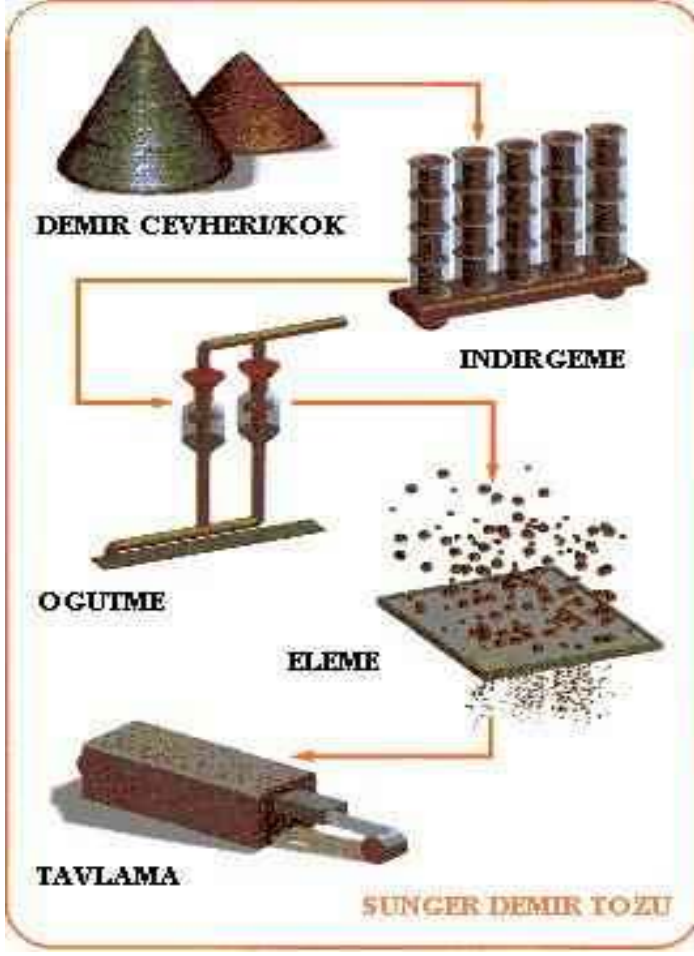 DEMIR CEVHERI/KOK
INDIRGEME
OGUTME
ELEME
TAVLAMA
SUNGER DEMIR TOZU